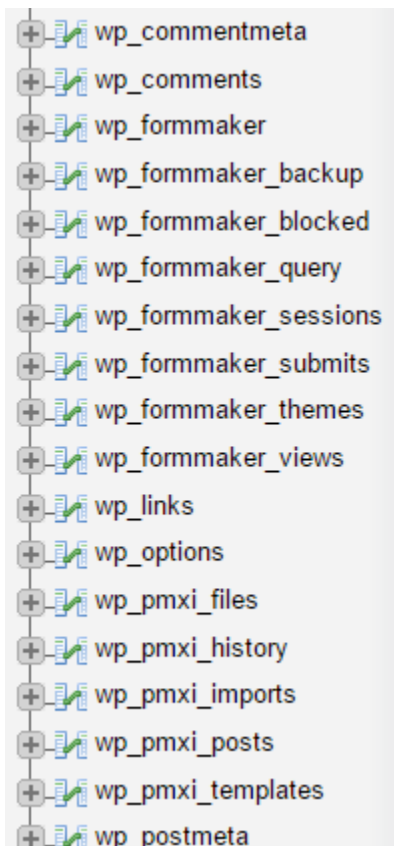 wp_commentmeta
wp_comments
wp_formmaker
wp_formmaker_backup
wp_formmaker_blocked
wp_formmaker_query
wp_formmaker_sessions
wp_formmaker_submits
wp_formmaker_themes
wp_formmaker_views
wp_links
wp_options
wp_pmxi_files
wp_pmxi_history
wp_pmxi_imports
wp_pmxi_posts
wp_pmxi_templates
wp_postmeta